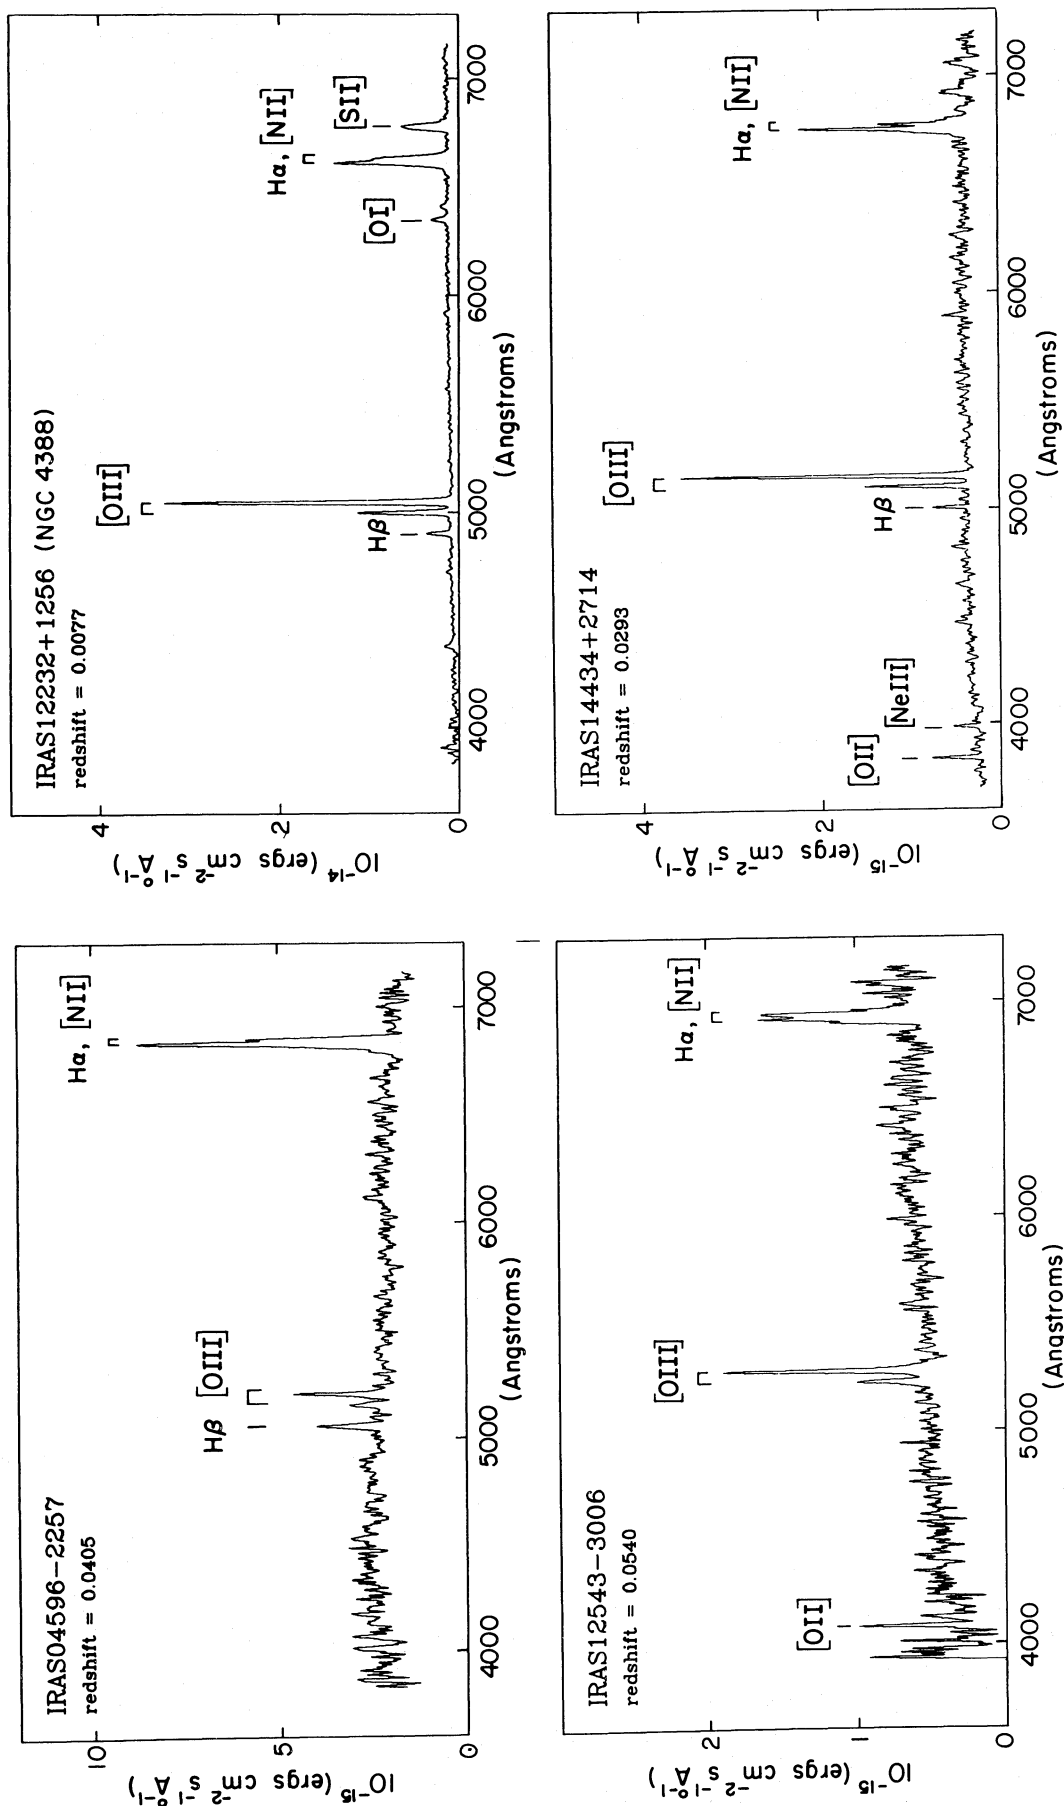 IRAS04596−2257
redshift = 0.0405
Hβ
[OIII]
Hα, [NII]
10
5
0
10⁻¹⁵ (ergs cm⁻² s⁻¹ Å⁻¹)
4000
5000
6000
7000
(Angstroms)
IRAS12232+1256 (NGC 4388)
redshift = 0.0077
Hβ
[OIII]
[OI]
Hα, [NII]
[SII]
4
2
0
10⁻¹⁴ (ergs cm⁻² s⁻¹ Å⁻¹)
4000
5000
6000
7000
(Angstroms)
IRAS12543−3006
redshift = 0.0540
[OII]
[OIII]
Hα, [NII]
2
1
0
10⁻¹⁵ (ergs cm⁻² s⁻¹ Å⁻¹)
4000
5000
6000
7000
(Angstroms)
IRAS14434+2714
redshift = 0.0293
[OII]
[NeIII]
Hβ
[OIII]
Hα, [NII]
4
2
0
10⁻¹⁵ (ergs cm⁻² s⁻¹ Å⁻¹)
4000
5000
6000
7000
(Angstroms)